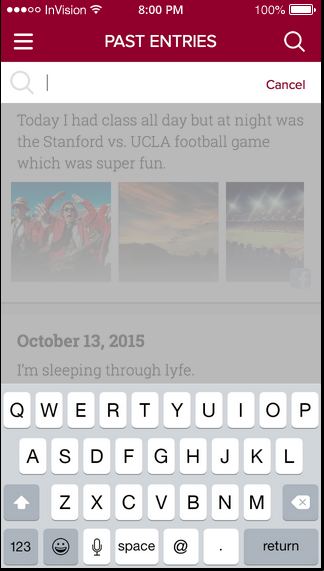 InVision 8:00 PM 100%
PAST ENTRIES
Cancel
Today I had class all day but at night was
the Stanford vs. UCLA football game
which was super fun.
October 13, 2015
I'm sleeping through lyfe.
Q W E R T Y U I O P
A S D F G H J K L
Z X C V B N M
123 space @ . return